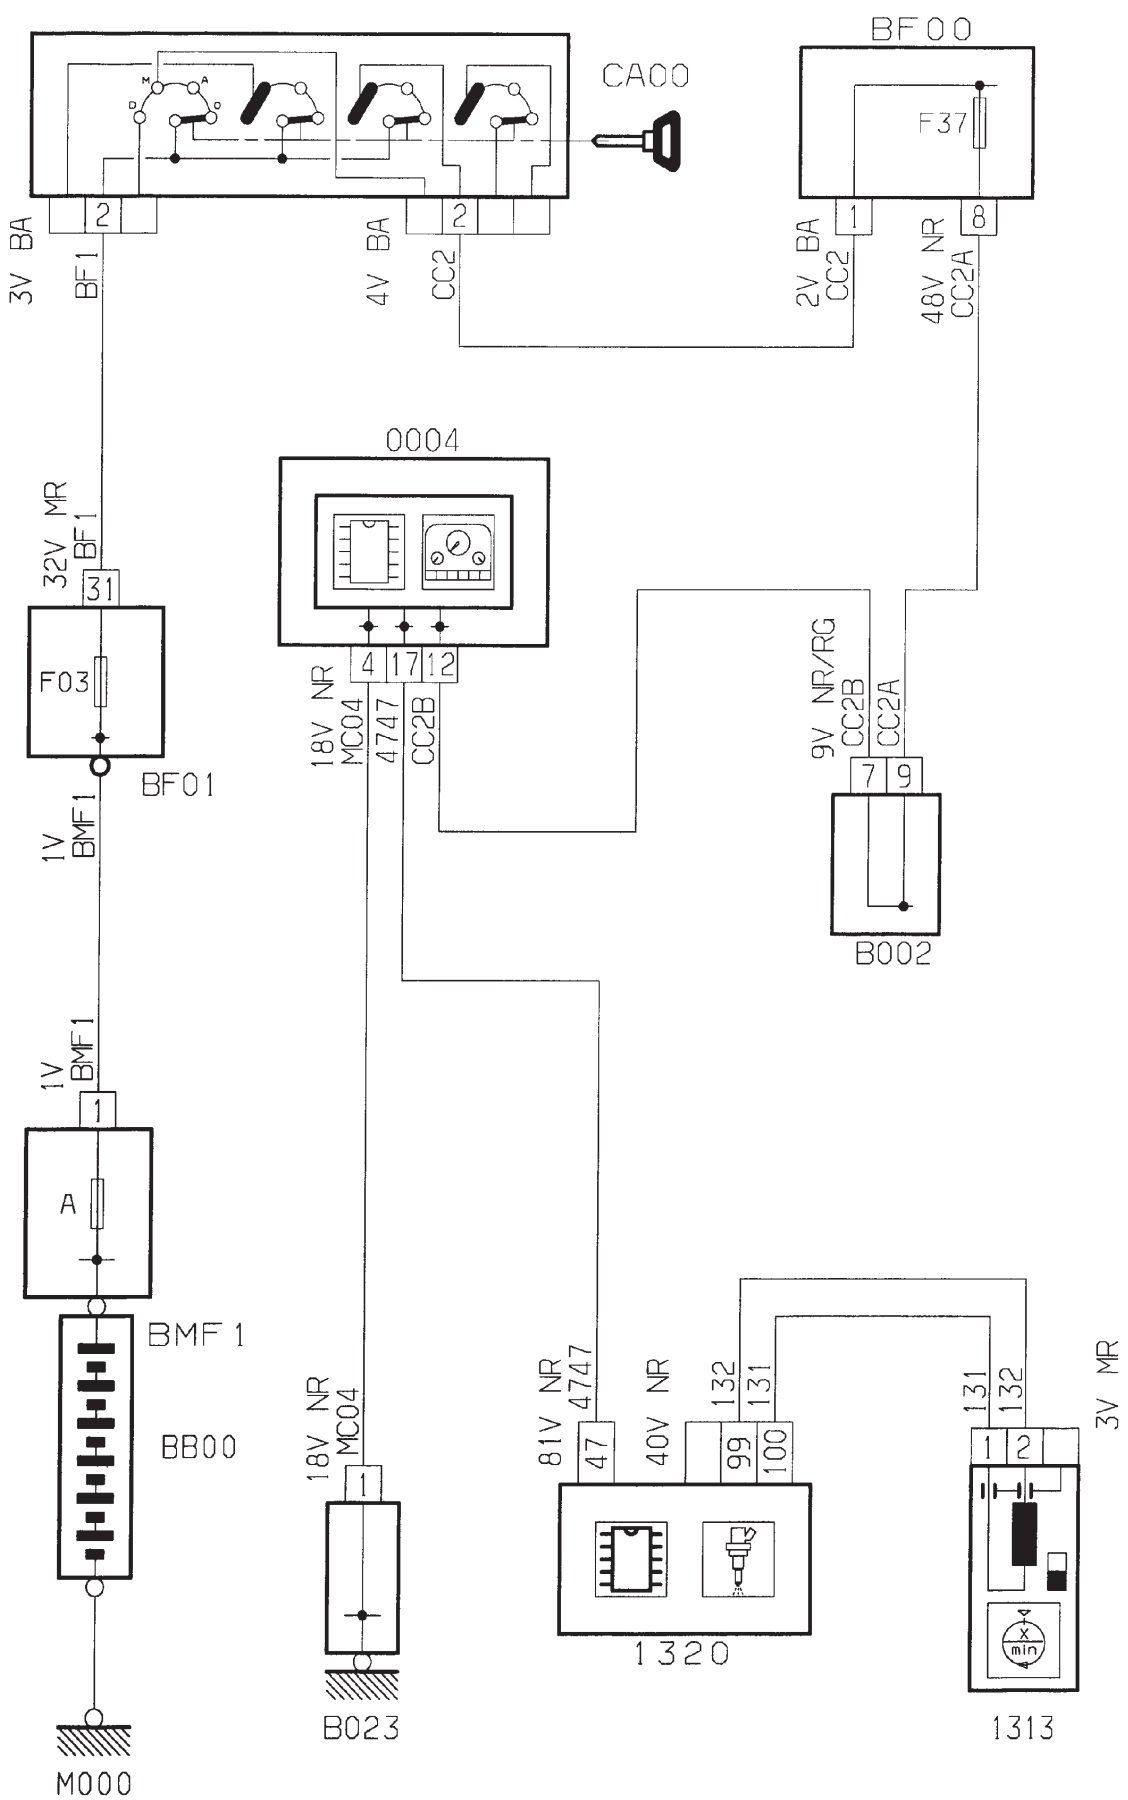 BF00
CA00
M
A
D
D
F37
2
2
1
8
3V BA
BF1
4V BA
CC2
2V BA
CC2
48V NR
CC2A
0004
32V MR
BF1
31
F03
BF01
4
17
12
18V NR
MC04
4747
CC2B
9V NR/RG
CC2B
CC2A
7
9
B002
1V
BMF1
1V
BMF1
1
A
BMF1
BB00
M000
18V NR
MC04
1
B023
81V NR
4747
47
40V NR
132
131
99
100
1320
131
132
3V MR
1
2
X
min
1313